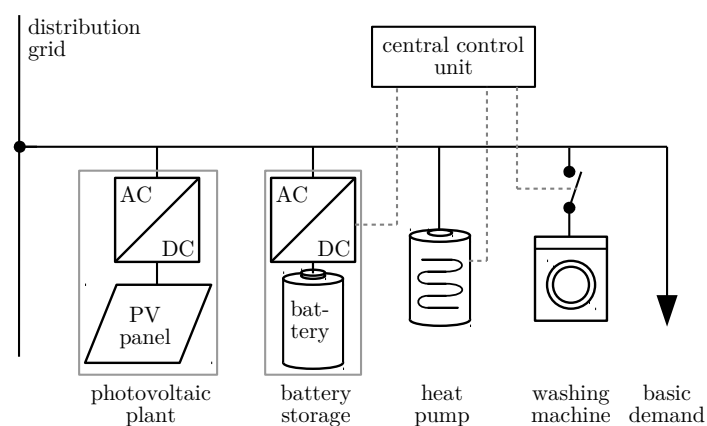 distribution
grid
central control
unit
AC
DC
AC
DC
PV
panel
bat-
tery
photovoltaic
plant
battery
storage
heat
pump
washing
machine
basic
demand